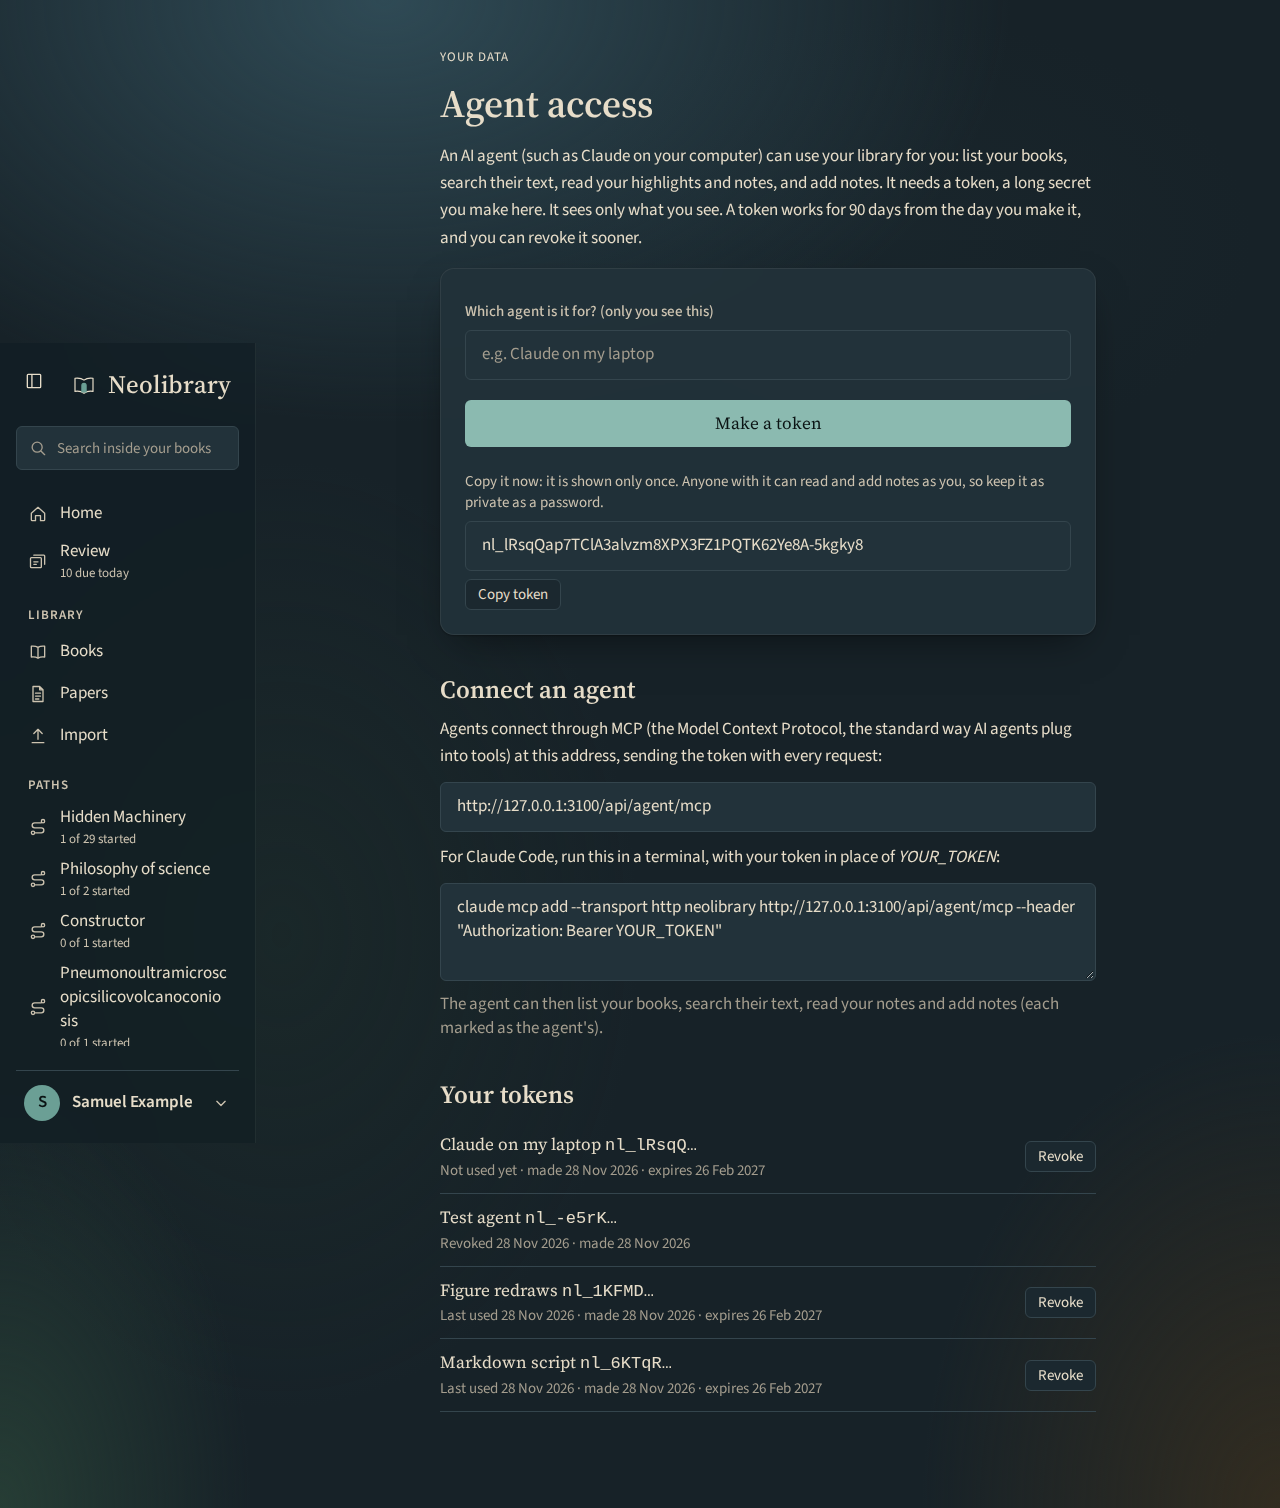 YOUR DATA
Agent access
An AI agent (such as Claude on your computer) can use your library for you: list your books,
search their text, read your highlights and notes, and add notes. It needs a token, a long secret
you make here. It sees only what you see. A token works for 90 days from the day you make it,
and you can revoke it sooner.
Which agent is it for? (only you see this)
e.g. Claude on my laptop
Make a token
Copy it now: it is shown only once. Anyone with it can read and add notes as you, so keep it as
private as a password.
nl_lRsqQap7TClA3alvzm8XPX3FZ1PQTK62Ye8A-5kgky8
Copy token
Connect an agent
Agents connect through MCP (the Model Context Protocol, the standard way AI agents plug
into tools) at this address, sending the token with every request:
http://127.0.0.1:3100/api/agent/mcp
For Claude Code, run this in a terminal, with your token in place of YOUR_TOKEN:
claude mcp add --transport http neolibrary http://127.0.0.1:3100/api/agent/mcp --header
"Authorization: Bearer YOUR_TOKEN"
The agent can then list your books, search their text, read your notes and add notes (each
marked as the agent's).
Your tokens
Claude on my laptop nl_lRsqQ…
Not used yet · made 28 Nov 2026 · expires 26 Feb 2027
Revoke
Test agent nl_-e5rK…
Revoked 28 Nov 2026 · made 28 Nov 2026
Figure redraws nl_1KFMD…
Last used 28 Nov 2026 · made 28 Nov 2026 · expires 26 Feb 2027
Revoke
Markdown script nl_6KTqR…
Last used 28 Nov 2026 · made 28 Nov 2026 · expires 26 Feb 2027
Revoke
Neolibrary
Search inside your books
Home
Review
10 due today
LIBRARY
Books
Papers
Import
PATHS
Hidden Machinery
1 of 29 started
Philosophy of science
1 of 2 started
Constructor
0 of 1 started
Pneumonoultramicrosc
opicsilicovolcanoconio
sis
0 of 1 started
S
Samuel Example